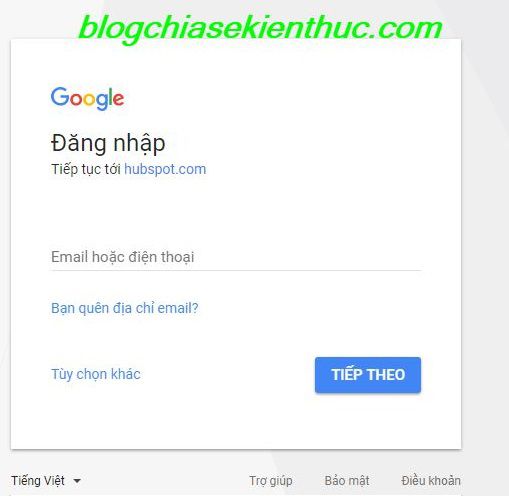 blogchiasekienthuc.com
Google
Đăng nhập
Tiếp tục tới hubspot.com
Email hoặc điện thoại
Bạn quên địa chỉ email?
Tùy chọn khác
TIẾP THEO
Tiếng Việt
Trợ giúp
Bảo mật
Điều khoản